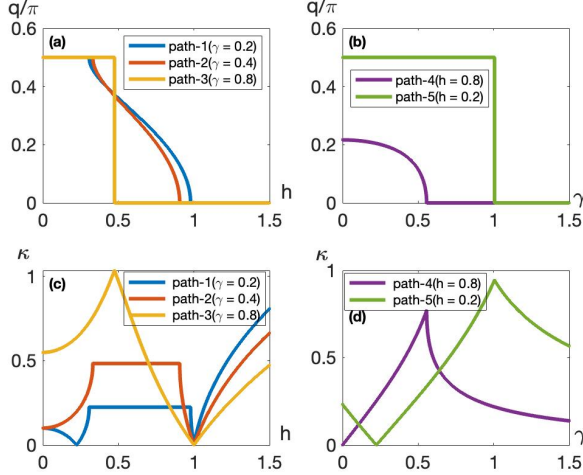 q/π
0.6
0.4
0.2
0
0
0.5
1
1.5
h
(a)
path-1(γ = 0.2)
path-2(γ = 0.4)
path-3(γ = 0.8)
q/π
0.6
0.4
0.2
0
0
0.5
1
1.5
γ
(b)
path-4(h = 0.8)
path-5(h = 0.2)
κ
1
0.5
0
0
0.5
1
1.5
h
(c)
path-1(γ = 0.2)
path-2(γ = 0.4)
path-3(γ = 0.8)
κ
1
0.5
0
0
0.5
1
1.5
γ
path-4(h = 0.8)
path-5(h = 0.2)
(d)